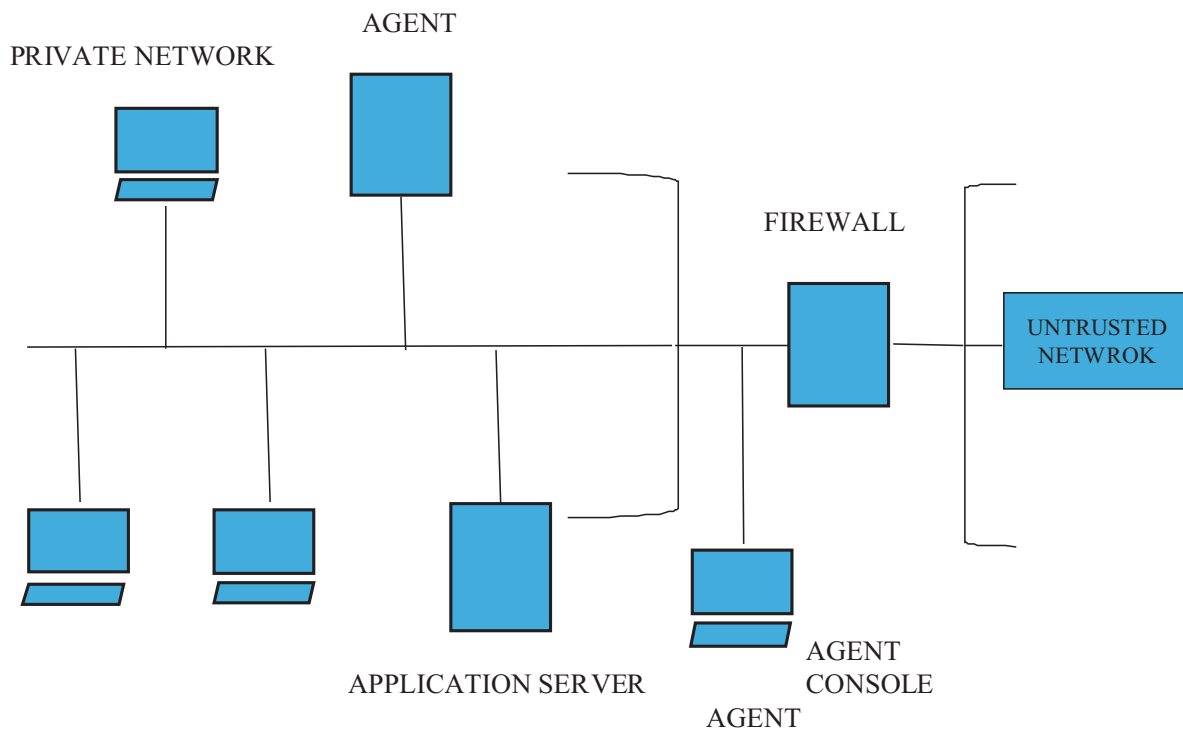 AGENT
PRIVATE NETWORK
FIREWALL
UNTRUSTED
NETWROK
APPLICATION SERVER
AGENT
CONSOLE
AGENT